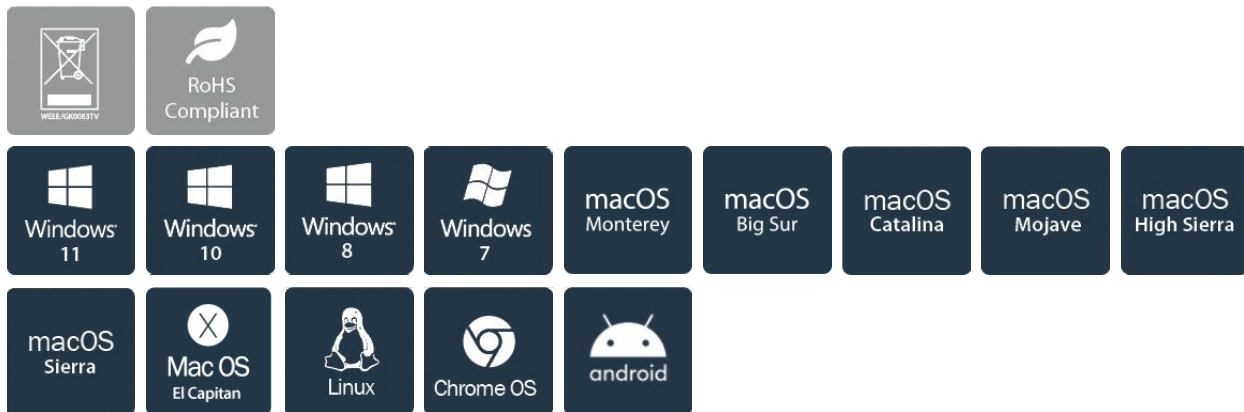 WEEE/GK0063TV
RoHS
Compliant
Windows
11
Windows
10
Windows
8
Windows
7
macOS
Monterey
macOS
Big Sur
macOS
Catalina
macOS
Mojave
macOS
High Sierra
macOS
Sierra
X
Mac OS
El Capitan
Linux
Chrome OS
android